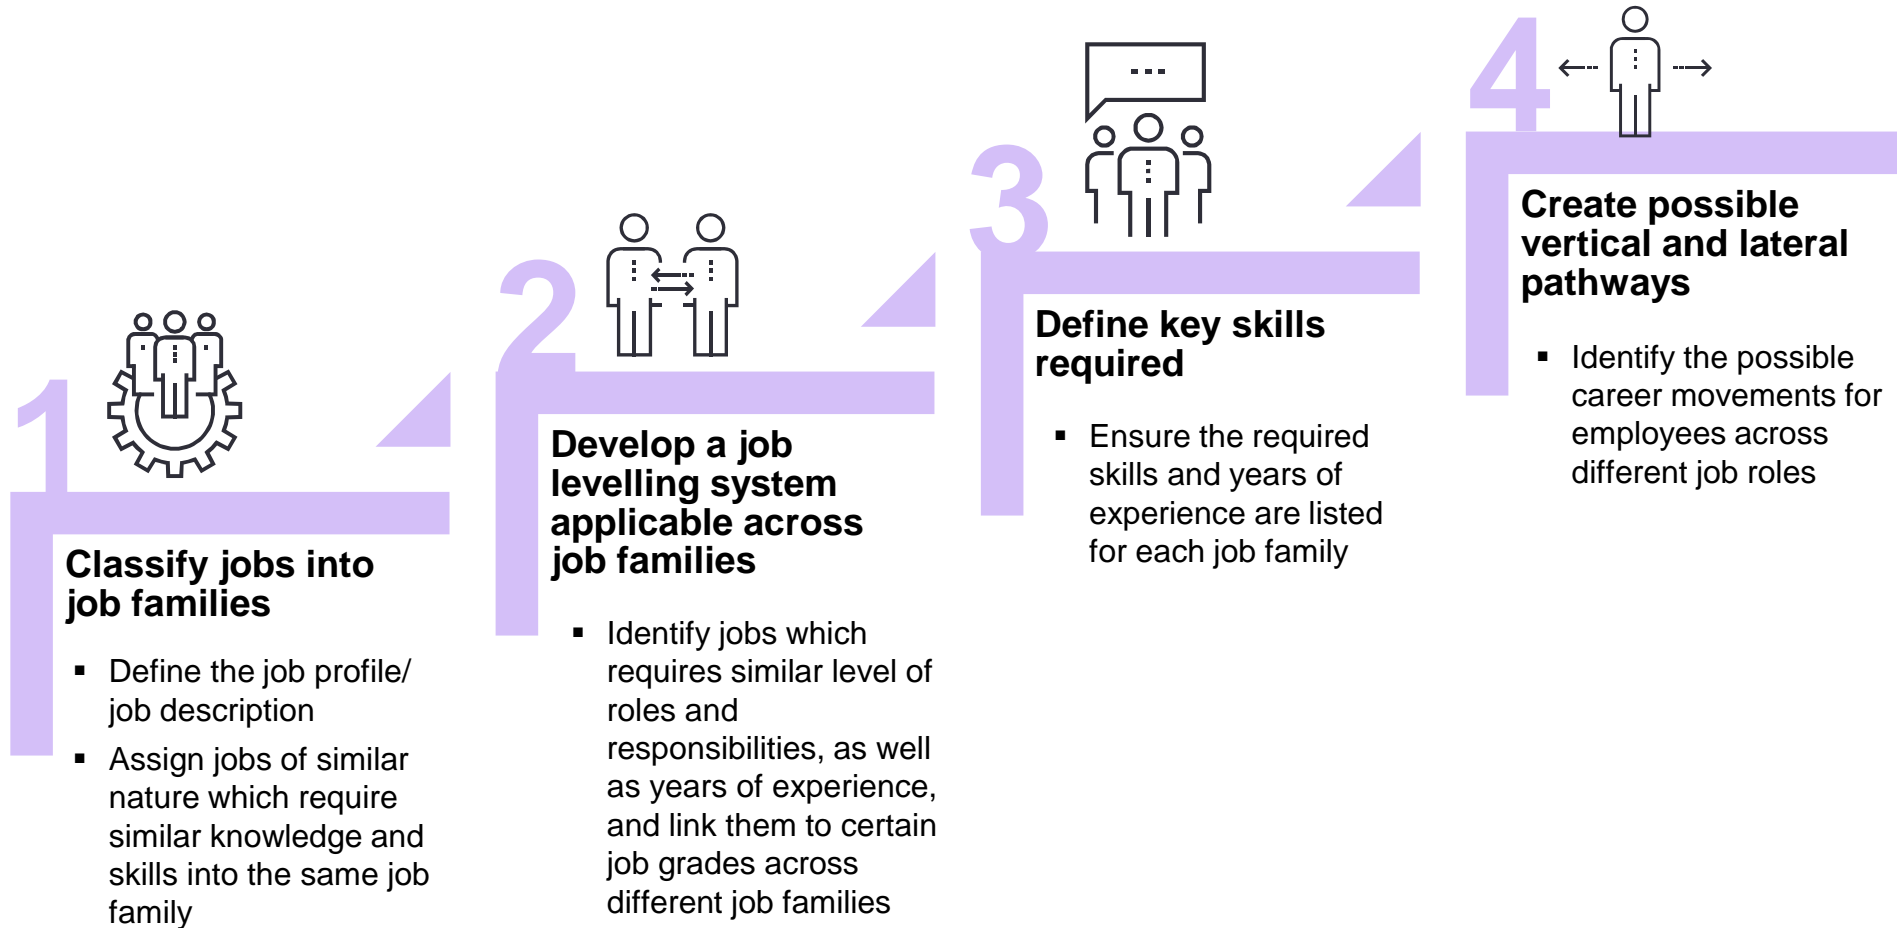 1
Classify jobs into
job families
▪ Define the job profile/
job description
▪ Assign jobs of similar
nature which require
similar knowledge and
skills into the same job
family
2
Develop a job
levelling system
applicable across
job families
▪ Identify jobs which
requires similar level of
roles and
responsibilities, as well
as years of experience,
and link them to certain
job grades across
different job families
3
Define key skills
required
▪ Ensure the required
skills and years of
experience are listed
for each job family
4
Create possible
vertical and lateral
pathways
▪ Identify the possible
career movements for
employees across
different job roles